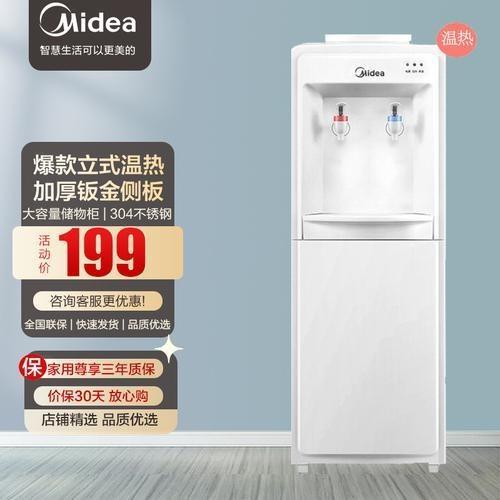 Midea
智慧生活可以更美的
温热
Midea
爆款立式温热
加厚钣金侧板
大容量储物柜 | 304不锈钢
活动价
199
咨询客服更优惠!
全国联保 | 快速发货 | 品质优选
保 家用尊享三年质保
价保30天 放心购
店铺精选 品质优选